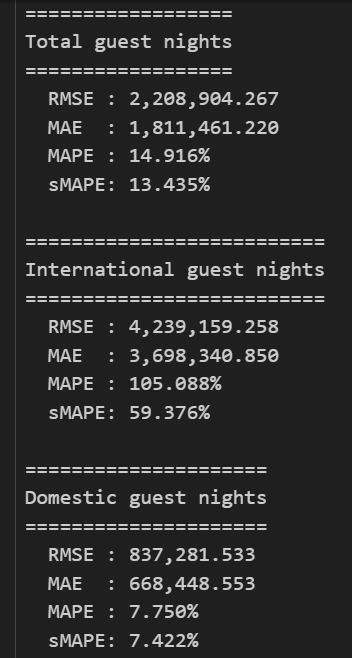 ==================
Total guest nights
==================
  RMSE : 2,208,904.267
  MAE  : 1,811,461.220
  MAPE : 14.916%
  sMAPE: 13.435%

==========================
International guest nights
==========================
  RMSE : 4,239,159.258
  MAE  : 3,698,340.850
  MAPE : 105.088%
  sMAPE: 59.376%

=====================
Domestic guest nights
=====================
  RMSE : 837,281.533
  MAE  : 668,448.553
  MAPE : 7.750%
  sMAPE: 7.422%